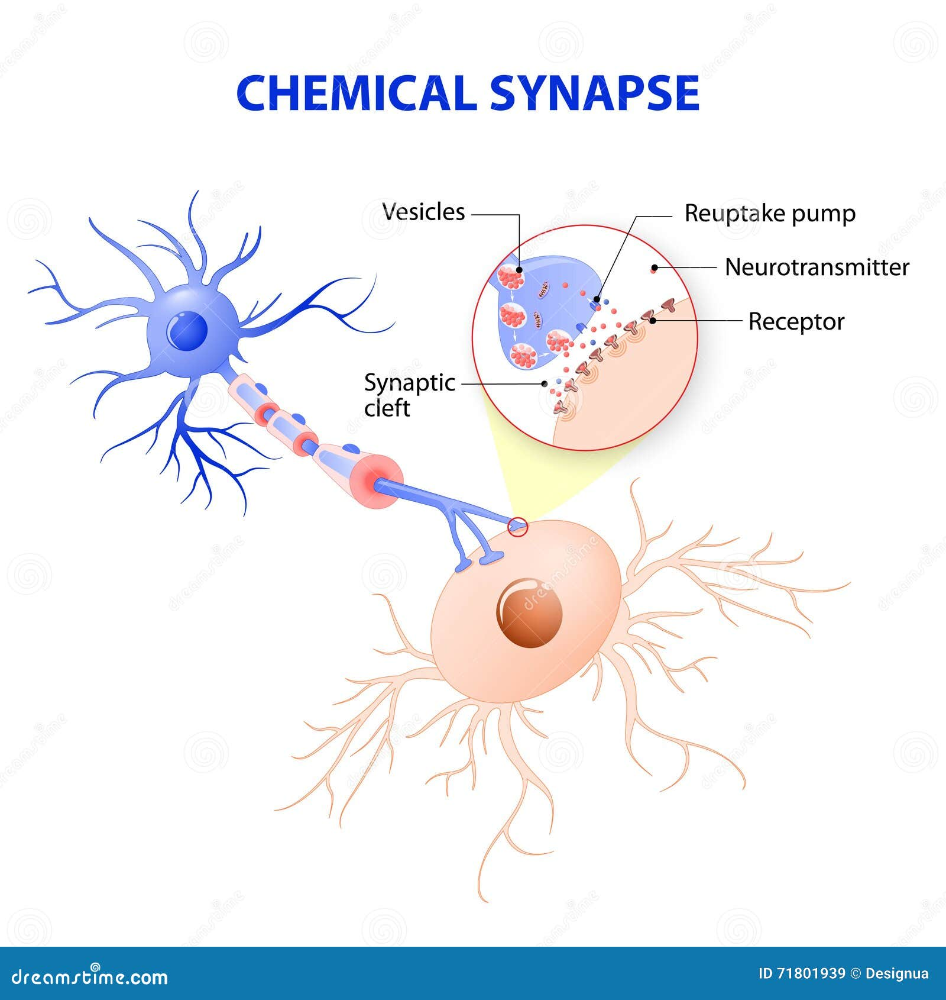 CHEMICAL SYNAPSE
Vesicles
Reuptake pump
Neurotransmitter
Receptor
Synaptic
cleft
dreamstime.com
ID 71801939 © Designua